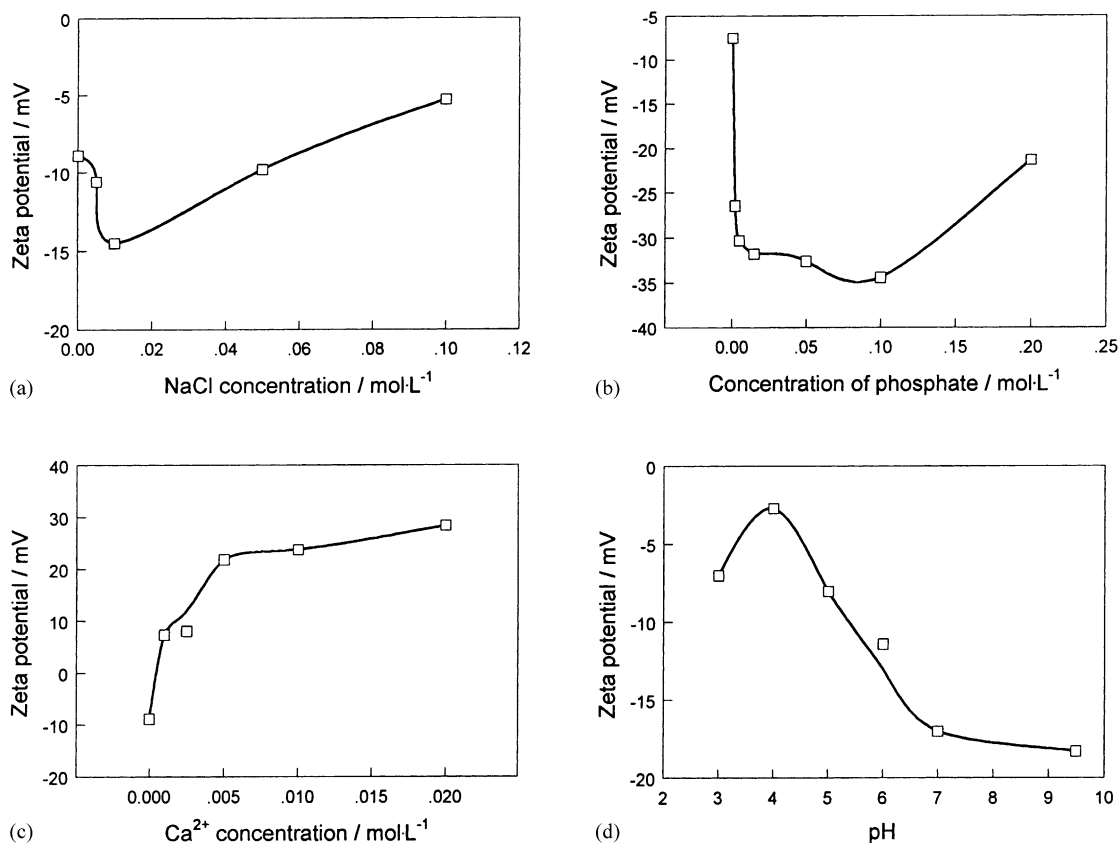 0
-5
-10
-15
-20
Zeta potential / mV
0.00 .02 .04 .06 .08 .10 .12
(a) NaCl concentration / mol·L⁻¹
-5
-10
-15
-20
-25
-30
-35
-40
Zeta potential / mV
0.00 .05 .10 .15 .20 .25
(b) Concentration of phosphate / mol·L⁻¹
40
30
20
10
0
-10
-20
Zeta potential / mV
0.000 .005 .010 .015 .020
(c) Ca²⁺ concentration / mol·L⁻¹
0
-5
-10
-15
-20
Zeta potential / mV
2 3 4 5 6 7 8 9 10
(d) pH